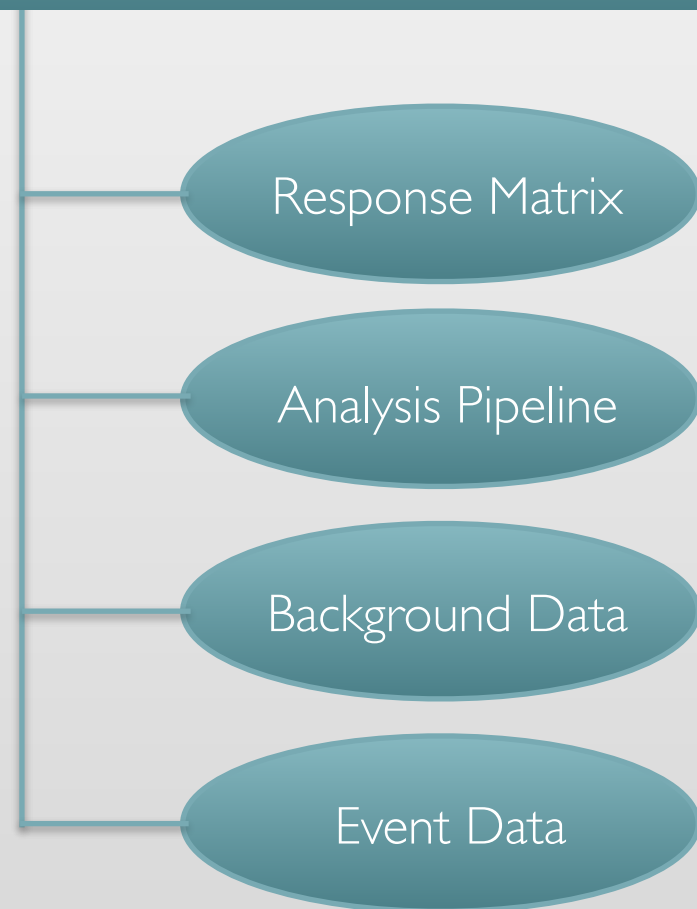 Response Matrix
Analysis Pipeline
Background Data
Event Data